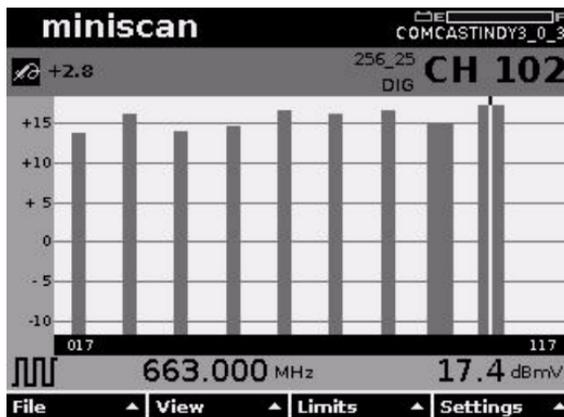 miniscan
E F
COMCASTINDY3_0_3
+2.8
256_25
DIG
CH 102
+15
+10
+ 5
0
- 5
-10
017 117
663.000 MHz 17.4 dBmV
File View Limits Settings